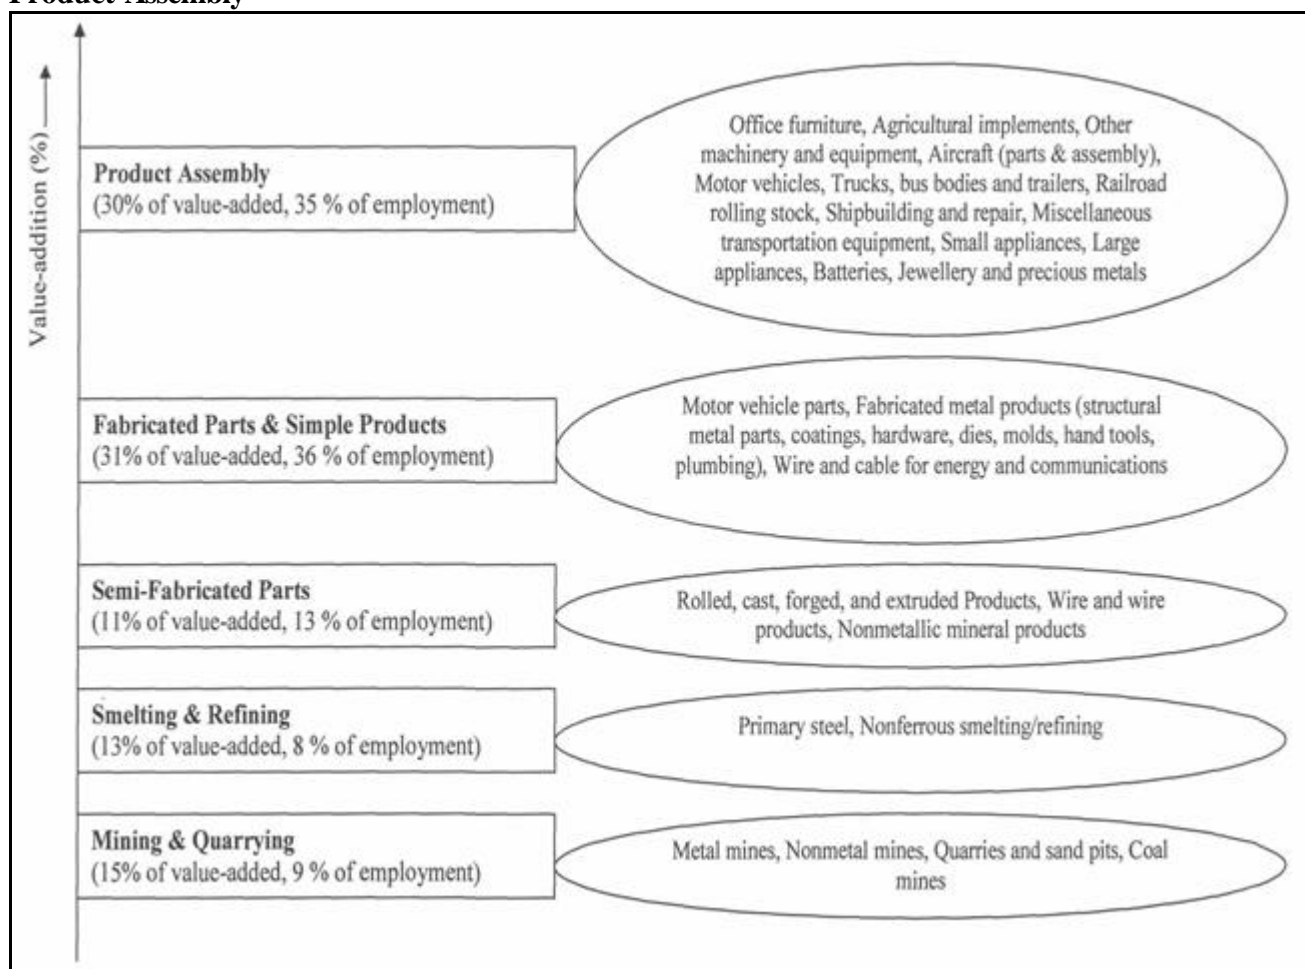 Product Assembly
Value-addition (%)
Product Assembly
(30% of value-added, 35 % of employment)
Office furniture, Agricultural implements, Other
machinery and equipment, Aircraft (parts & assembly),
Motor vehicles, Trucks, bus bodies and trailers, Railroad
rolling stock, Shipbuilding and repair, Miscellaneous
transportation equipment, Small appliances, Large
appliances, Batteries, Jewellery and precious metals
Fabricated Parts & Simple Products
(31% of value-added, 36 % of employment)
Motor vehicle parts, Fabricated metal products (structural
metal parts, coatings, hardware, dies, molds, hand tools,
plumbing), Wire and cable for energy and communications
Semi-Fabricated Parts
(11% of value-added, 13 % of employment)
Rolled, cast, forged, and extruded Products, Wire and wire
products, Nonmetallic mineral products
Smelting & Refining
(13% of value-added, 8 % of employment)
Primary steel, Nonferrous smelting/refining
Mining & Quarrying
(15% of value-added, 9 % of employment)
Metal mines, Nonmetal mines, Quarries and sand pits, Coal
mines